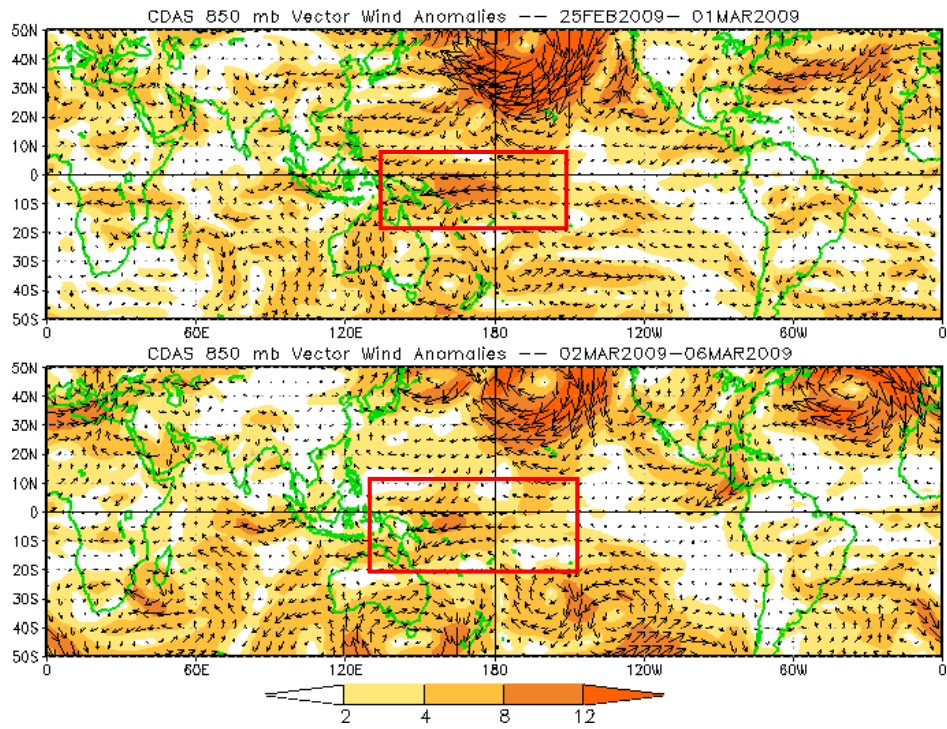 CDAS 850 mb Vector Wind Anomalies -- 25FEB2009- 01MAR2009
50N
40N
30N
20N
10N
0
10S
20S
30S
40S
50S
0 60E 120E 180 120W 60W 0
CDAS 850 mb Vector Wind Anomalies -- 02MAR2009-06MAR2009
50N
40N
30N
20N
10N
0
10S
20S
30S
40S
50S
0 60E 120E 180 120W 60W 0
2 4 8 12